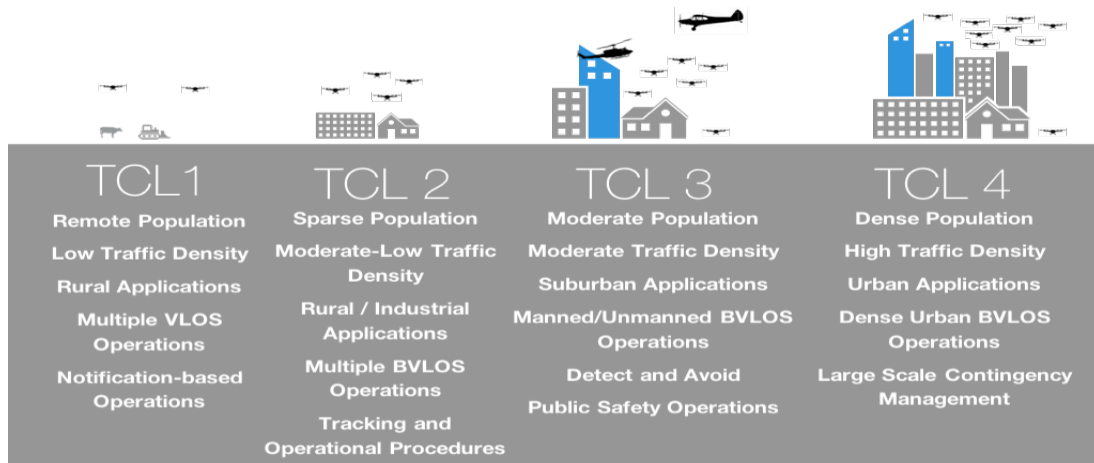 TCL1
Remote Population
Low Traffic Density
Rural Applications
Multiple VLOS
Operations
Notification-based
Operations
TCL 2
Sparse Population
Moderate-Low Traffic
Density
Rural / Industrial
Applications
Multiple BVLOS
Operations
Tracking and
Operational Procedures
TCL 3
Moderate Population
Moderate Traffic Density
Suburban Applications
Manned/Unmanned BVLOS
Operations
Detect and Avoid
Public Safety Operations
TCL 4
Dense Population
High Traffic Density
Urban Applications
Dense Urban BVLOS
Operations
Large Scale Contingency
Management